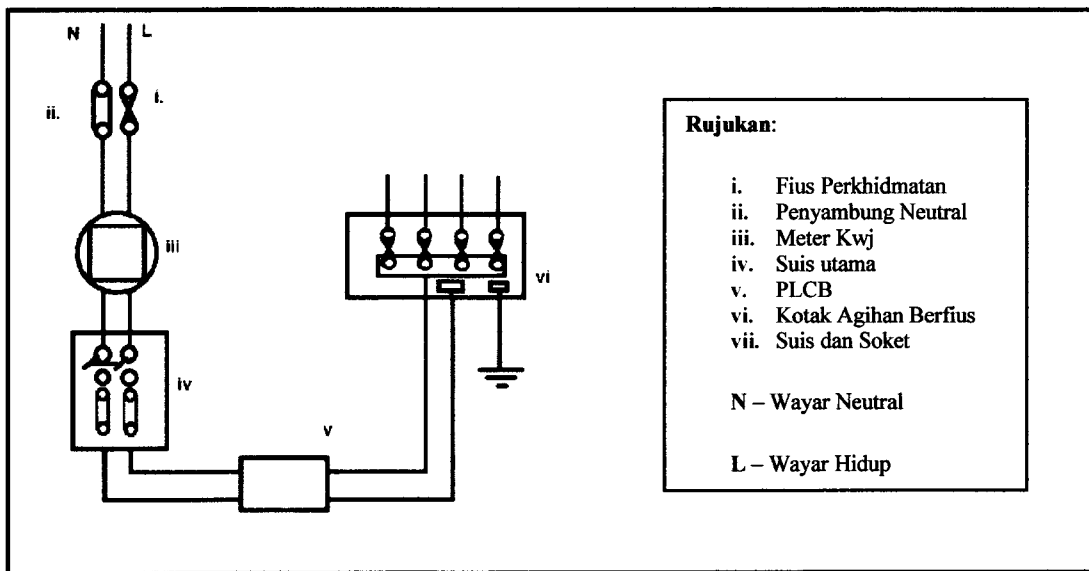 N L
i.
ii.
iii
iv
v
vi
Rujukan:
i. Fius Perkhidmatan
ii. Penyambung Neutral
iii. Meter Kwj
iv. Suis utama
v. PLCB
vi. Kotak Agihan Berfius
vii. Suis dan Soket
N – Wayar Neutral
L – Wayar Hidup